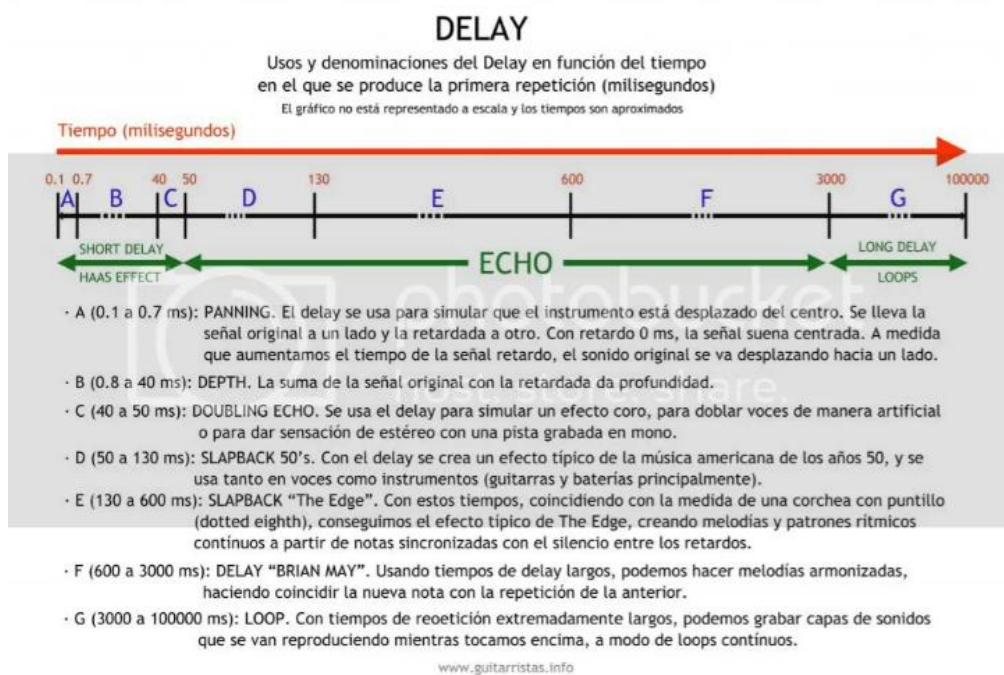 DELAY
Usos y denominaciones del Delay en función del tiempo
en el que se produce la primera repetición (milisegundos)
El gráfico no está representado a escala y los tiempos son aproximados
Tiempo (milisegundos)
0.1 0.7 40 50 130 600 3000 100000
A B C D E F G
SHORT DELAY
HAAS EFFECT
ECHO
LONG DELAY
LOOPS
photobucket
host. store. share.
· A (0.1 a 0.7 ms): PANNING. El delay se usa para simular que el instrumento está desplazado del centro. Se lleva la
señal original a un lado y la retardada a otro. Con retardo 0 ms, la señal suena centrada. A medida
que aumentamos el tiempo de la señal retardo, el sonido original se va desplazando hacia un lado.
· B (0.8 a 40 ms): DEPTH. La suma de la señal original con la retardada da profundidad.
· C (40 a 50 ms): DOUBLING ECHO. Se usa el delay para simular un efecto coro, para doblar voces de manera artificial
o para dar sensación de estéreo con una pista grabada en mono.
· D (50 a 130 ms): SLAPBACK 50's. Con el delay se crea un efecto típico de la música americana de los años 50, y se
usa tanto en voces como instrumentos (guitarras y baterías principalmente).
· E (130 a 600 ms): SLAPBACK “The Edge”. Con estos tiempos, coincidiendo con la medida de una corchea con puntillo
(dotted eighth), conseguimos el efecto típico de The Edge, creando melodías y patrones rítmicos
contínuos a partir de notas sincronizadas con el silencio entre los retardos.
· F (600 a 3000 ms): DELAY “BRIAN MAY”. Usando tiempos de delay largos, podemos hacer melodías armonizadas,
haciendo coincidir la nueva nota con la repetición de la anterior.
· G (3000 a 100000 ms): LOOP. Con tiempos de reoetición extremadamente largos, podemos grabar capas de sonidos
que se van reproduciendo mientras tocamos encima, a modo de loops contínuos.
www.guitarristas.info